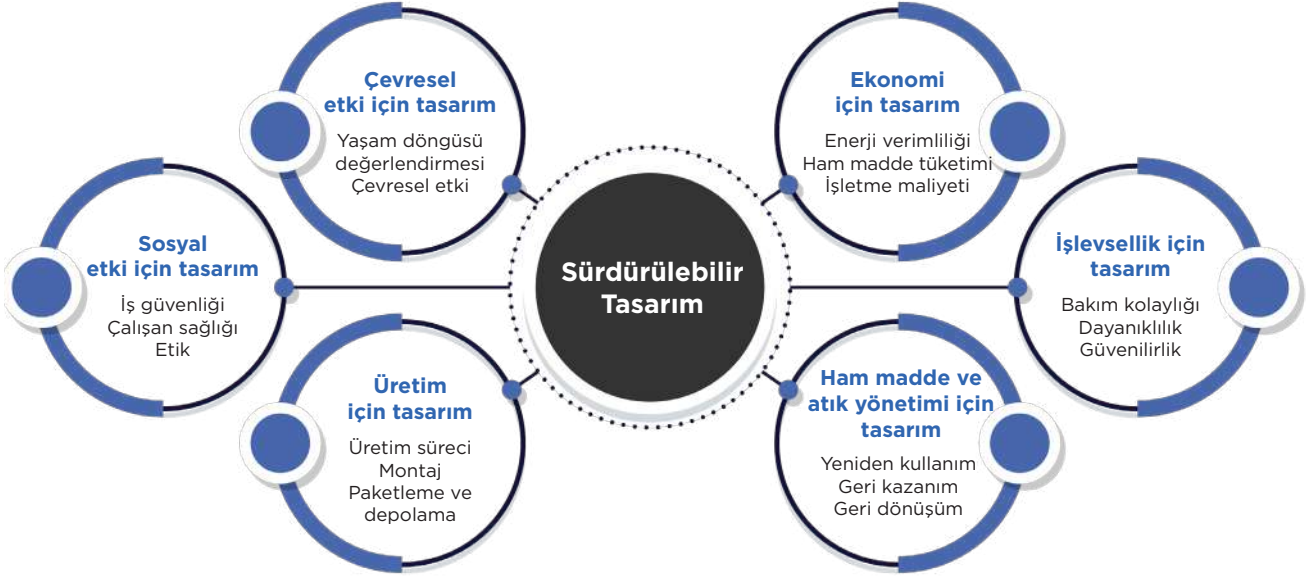 Çevresel
etki için tasarım
Yaşam döngüsü
değerlendirmesi
Çevresel etki
Ekonomi
için tasarım
Enerji verimliliği
Ham madde tüketimi
İşletme maliyeti
Sosyal
etki için tasarım
İş güvenliği
Çalışan sağlığı
Etik
Sürdürülebilir
Tasarım
İşlevsellik için
tasarım
Bakım kolaylığı
Dayanıklılık
Güvenilirlik
Üretim
için tasarım
Üretim süreci
Montaj
Paketleme ve
depolama
Ham madde ve
atık yönetimi için
tasarım
Yeniden kullanım
Geri kazanım
Geri dönüşüm